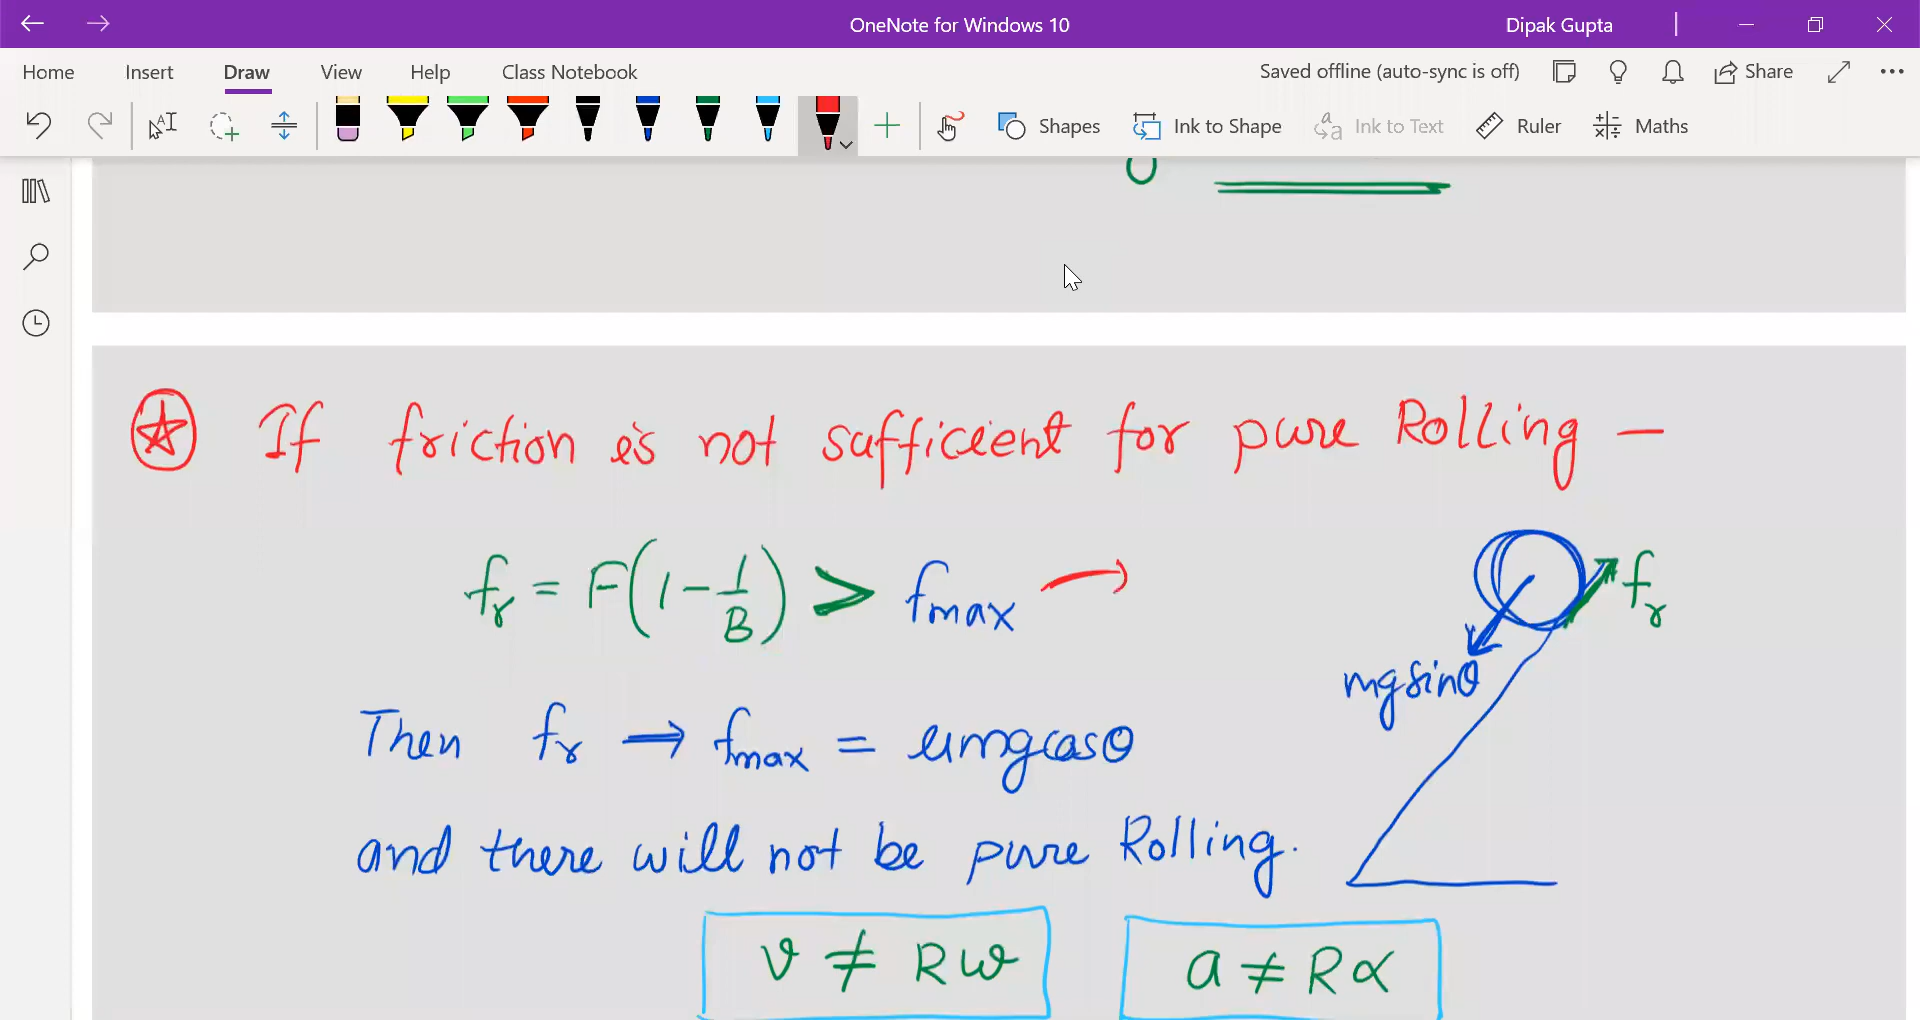 OneNote for Windows 10
Dipak Gupta
Home Insert Draw View Help Class Notebook
Saved offline (auto-sync is off)
Share
Shapes Ink to Shape Ink to Text Ruler Maths
If friction is not sufficient for pure Rolling —
fr = F(1 - 1/B) > fmax →
fr
mg sinθ
Then fr → fmax = μmgcosθ
and there will not be pure Rolling.
v ≠ Rω
a ≠ Rα